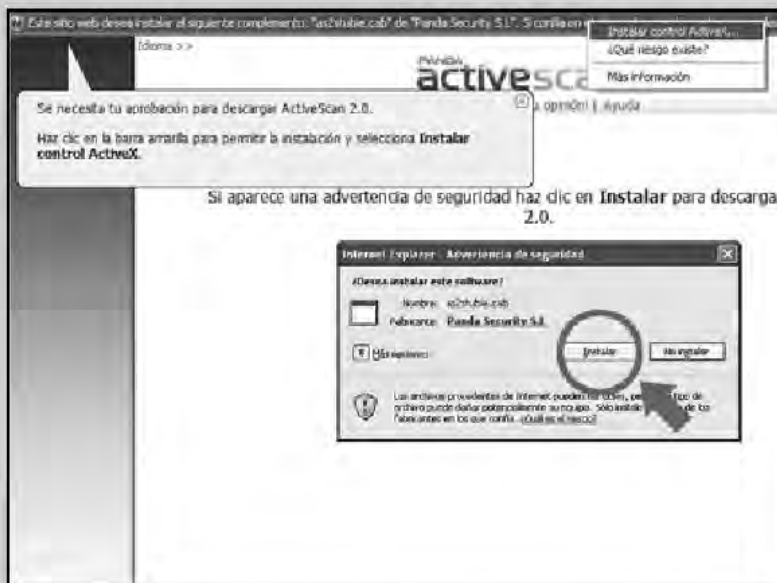 Este sitio web desea instalar el siguiente complemento: "as2stubie.cab" de "Panda Security S.L". Si confía en
Instalar control ActiveX...
¿Qué riesgo existe?
Más información
Idioma >>
PANDA
activesca
opinión | Ayuda
Se necesita tu aprobación para descargar ActiveScan 2.0.
Haz clic en la barra amarilla para permitir la instalación y selecciona Instalar
control ActiveX.
Si aparece una advertencia de seguridad haz clic en Instalar para descarga
2.0.
Internet Explorer - Advertencia de seguridad
¿Desea instalar este software?
Nombre: as2stubie.cab
Fabricante: Panda Security S.L
Más opciones
Instalar
No instalar
Los archivos procedentes de Internet pueden ser útiles, pe tipo de
archivo puede dañar potencialmente su equipo. Sólo instale de los
fabricantes en los que confía. ¿Cuál es el riesgo?